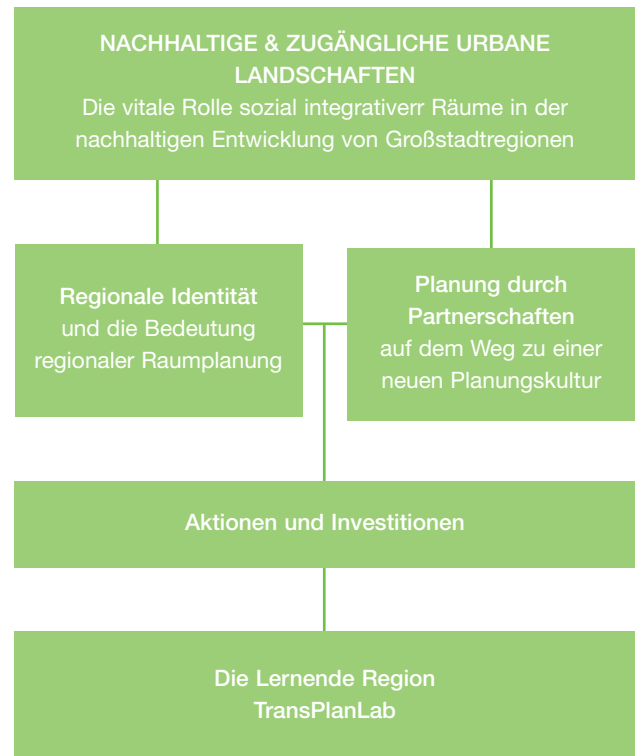 NACHHALTIGE & ZUGÄNGLICHE URBANE
LANDSCHAFTEN
Die vitale Rolle sozial integrativerr Räume in der
nachhaltigen Entwicklung von Großstadtregionen
Regionale Identität
und die Bedeutung
regionaler Raumplanung
Planung durch
Partnerschaften
auf dem Weg zu einer
neuen Planungskultur
Aktionen und Investitionen
Die Lernende Region
TransPlanLab